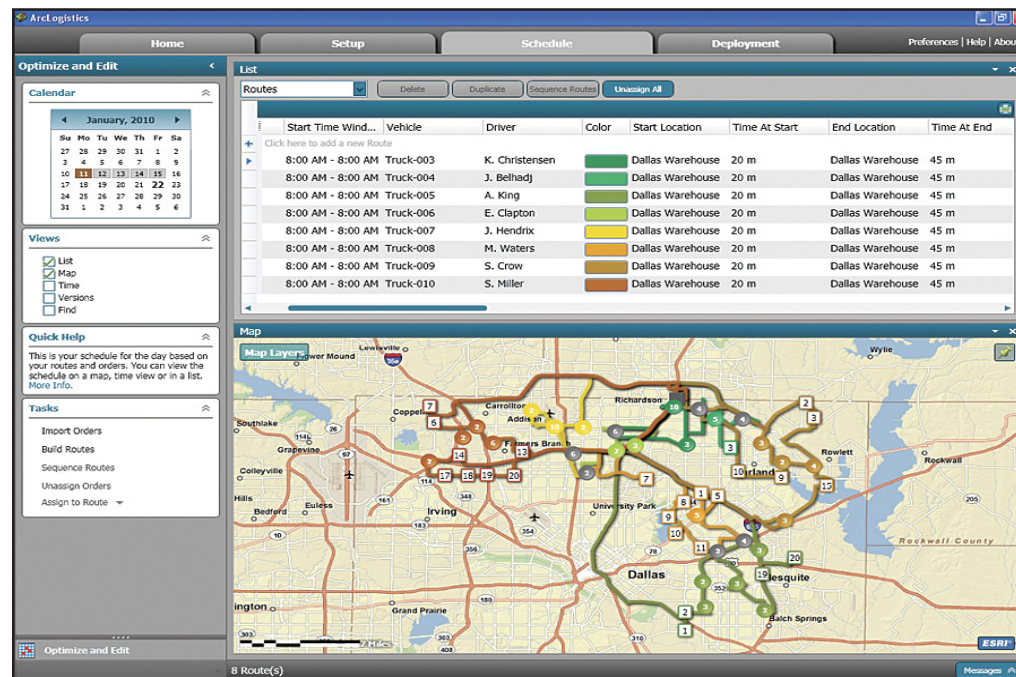 ArcLogistics
Home Setup Schedule Deployment Preferences | Help | Abou
Optimize and Edit
Calendar
January, 2010
Su Mo Tu We Th Fr Sa
27 28 29 30 31 1 2
3 4 5 6 7 8 9
10 11 12 13 14 15 16
17 18 19 20 21 22 23
24 25 26 27 28 29 30
31 1 2 3 4 5 6
Views
List
Map
Time
Versions
Find
Quick Help
This is your schedule for the day based on
your routes and orders. You can view the
schedule on a map, time view or in a list.
More Info.
Tasks
Import Orders
Build Routes
Sequence Routes
Unassign Orders
Assign to Route
Optimize and Edit
List
Routes Delete Duplicate Sequence Routes Unassign All
Start Time Wind... Vehicle Driver Color Start Location Time At Start End Location Time At End
Click here to add a new Route
8:00 AM - 8:00 AM Truck-003 K. Christensen Dallas Warehouse 20 m Dallas Warehouse 45 m
8:00 AM - 8:00 AM Truck-004 J. Belhadj Dallas Warehouse 20 m Dallas Warehouse 45 m
8:00 AM - 8:00 AM Truck-005 A. King Dallas Warehouse 20 m Dallas Warehouse 45 m
8:00 AM - 8:00 AM Truck-006 E. Clapton Dallas Warehouse 20 m Dallas Warehouse 45 m
8:00 AM - 8:00 AM Truck-007 J. Hendrix Dallas Warehouse 20 m Dallas Warehouse 45 m
8:00 AM - 8:00 AM Truck-008 M. Waters Dallas Warehouse 20 m Dallas Warehouse 45 m
8:00 AM - 8:00 AM Truck-009 S. Crow Dallas Warehouse 20 m Dallas Warehouse 45 m
8:00 AM - 8:00 AM Truck-010 S. Miller Dallas Warehouse 20 m Dallas Warehouse 45 m
Map
Map Layers
Lewisville
Wylie
Richardson
Carrollton
Addison
Coppell
Southlake
Grapevine
Farmers Branch
Rowlett
Rockwall
Colleyville
Garland
University Park
Irving
Bedford
Euless
Rockwall County
Dallas
Mesquite
Grand Prairie
Balch Springs
7 Miles
ESRI
8 Route(s)
Messages